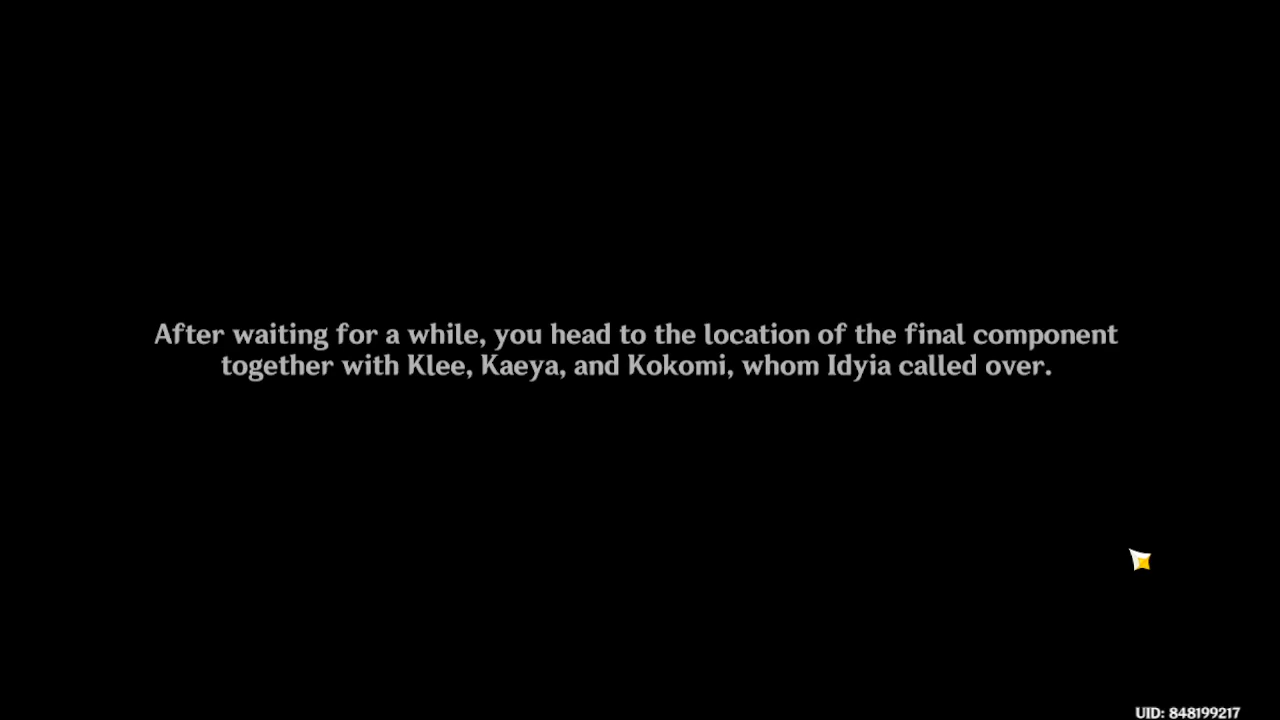 After waiting for a while, you head to the location of the final component
together with Klee, Kaeya, and Kokomi, whom Idyia called over.
UID: 848199217